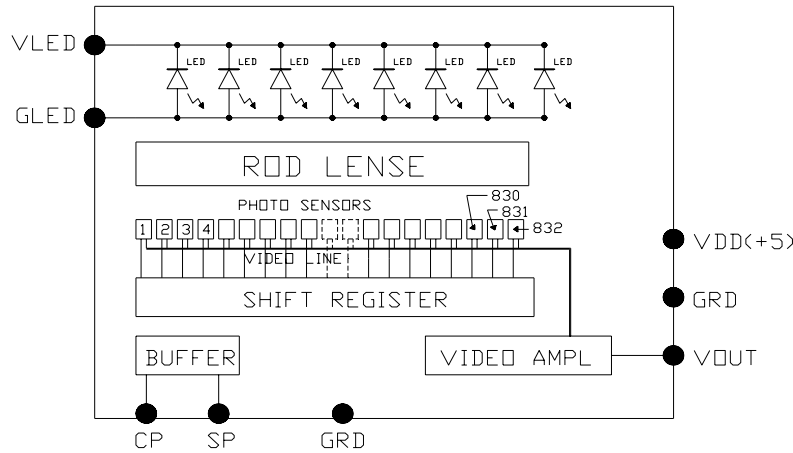 VLED
LED LED LED LED LED LED LED LED
GLED
ROD LENSE
PHOTO SENSORS
830
831
832
1 2 3 4
VIDEO LINE
VDD(+5)
SHIFT REGISTER
GRD
BUFFER
VIDEO AMPL
VOUT
CP SP GRD